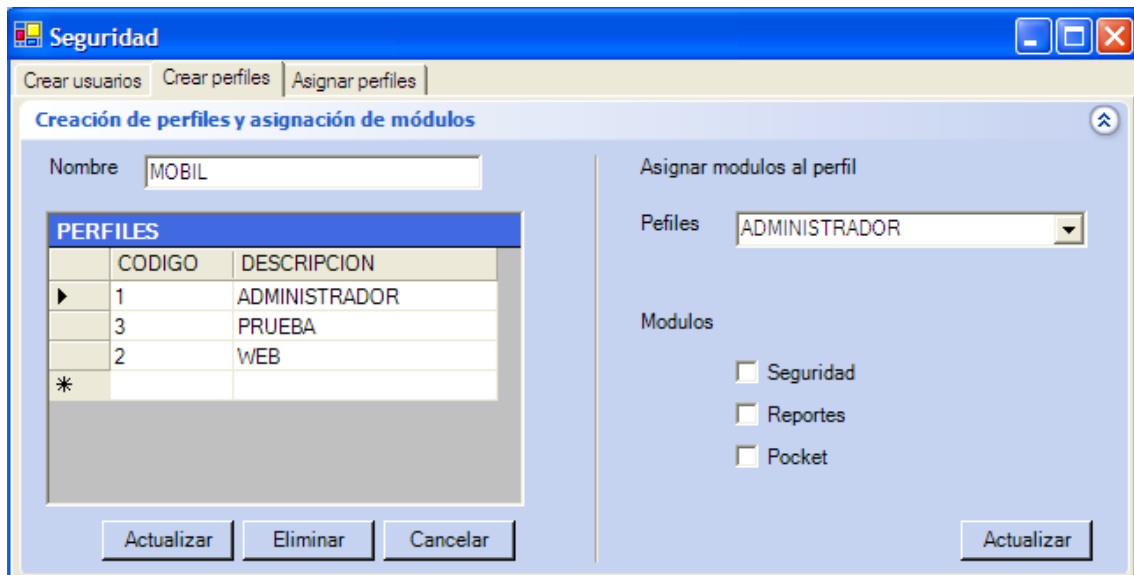 Seguridad
Crear usuarios Crear perfiles Asignar perfiles
Creación de perfiles y asignación de módulos
Nombre MOBIL
PERFILES
CODIGO DESCRIPCION
1 ADMINISTRADOR
3 PRUEBA
2 WEB
Actualizar Eliminar Cancelar
Asignar modulos al perfil
Pefiles ADMINISTRADOR
Modulos
Seguridad
Reportes
Pocket
Actualizar